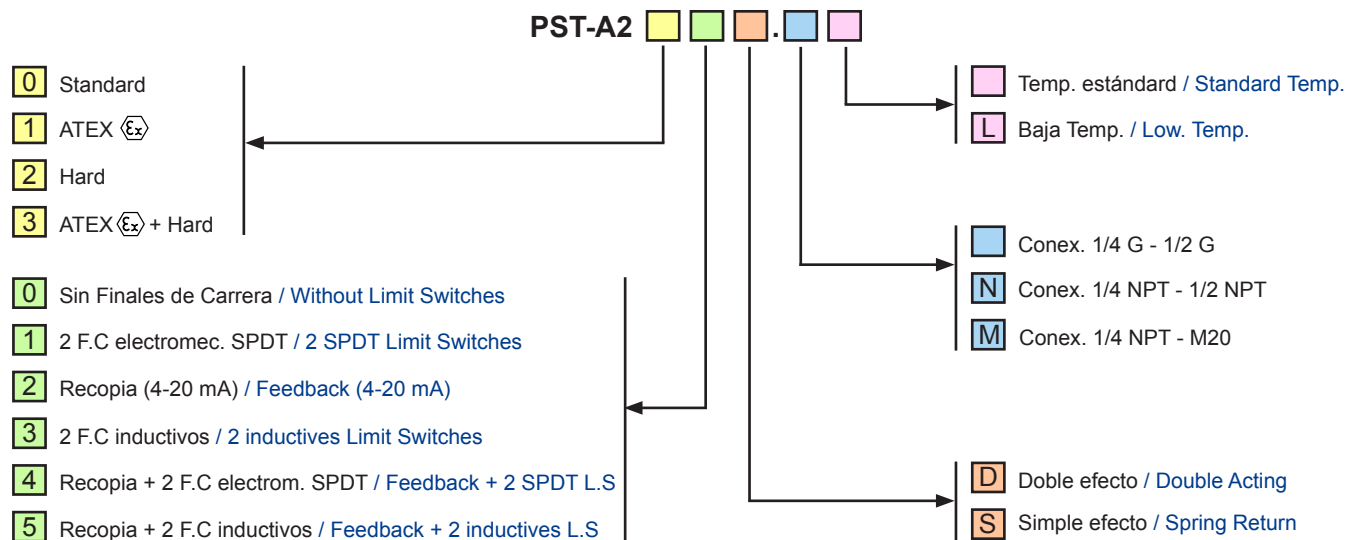 PST-A2 .
0 Standard
1 ATEX Ex
2 Hard
3 ATEX Ex + Hard
0 Sin Finales de Carrera / Without Limit Switches
1 2 F.C electromec. SPDT / 2 SPDT Limit Switches
2 Recopia (4-20 mA) / Feedback (4-20 mA)
3 2 F.C inductivos / 2 inductives Limit Switches
4 Recopia + 2 F.C electrom. SPDT / Feedback + 2 SPDT L.S
5 Recopia + 2 F.C inductivos / Feedback + 2 inductives L.S
Temp. estándard / Standard Temp.
L Baja Temp. / Low. Temp.
Conex. 1/4 G - 1/2 G
N Conex. 1/4 NPT - 1/2 NPT
M Conex. 1/4 NPT - M20
D Doble efecto / Double Acting
S Simple efecto / Spring Return